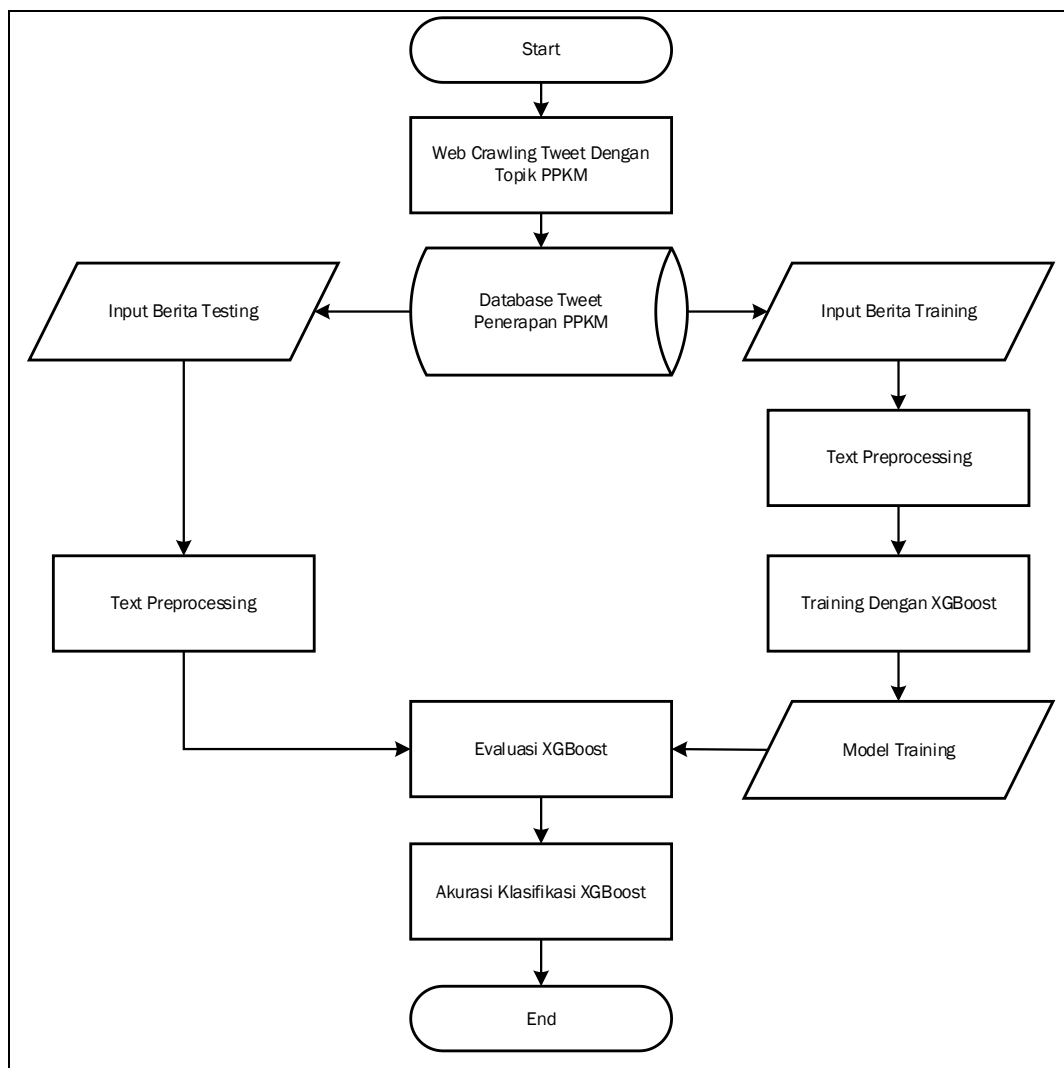 Start
Web Crawling Tweet Dengan
Topik PPKM
Database Tweet
Penerapan PPKM
Input Berita Testing
Input Berita Training
Text Preprocessing
Text Preprocessing
Training Dengan XGBoost
Evaluasi XGBoost
Model Training
Akurasi Klasifikasi XGBoost
End